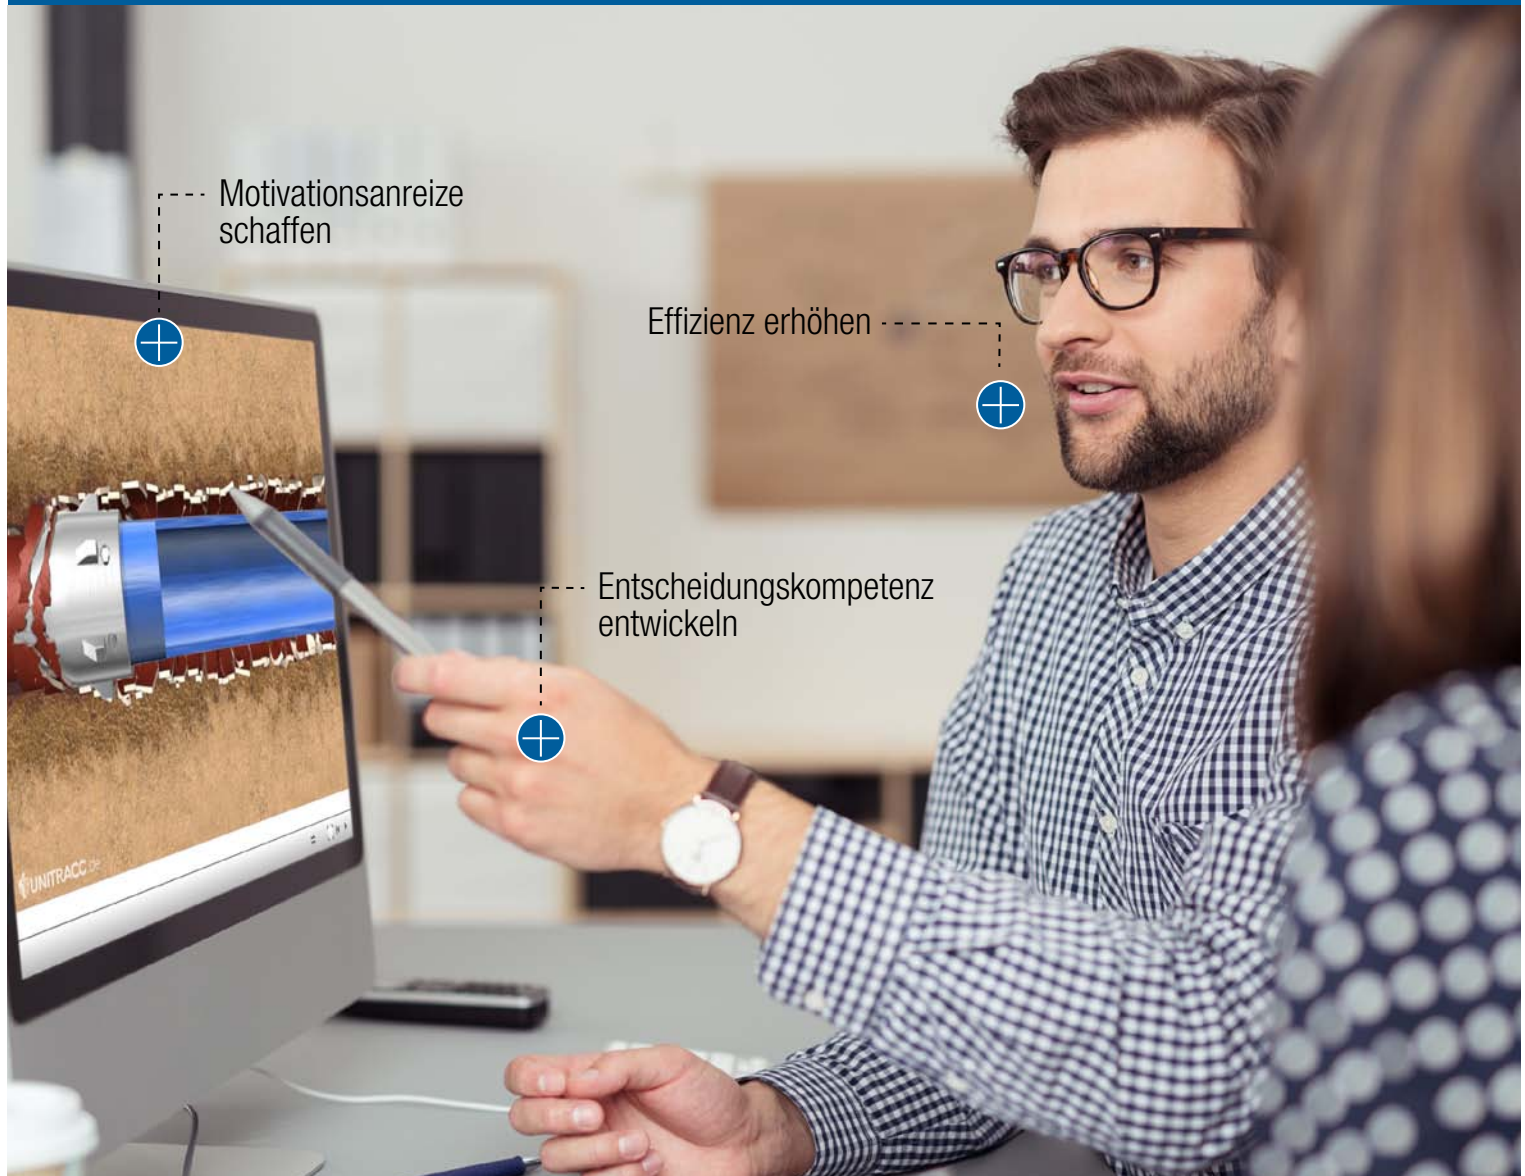 Motivationsanreize
schaffen
Effizienz erhöhen
Entscheidungskompetenz
entwickeln
UNITRACC.de